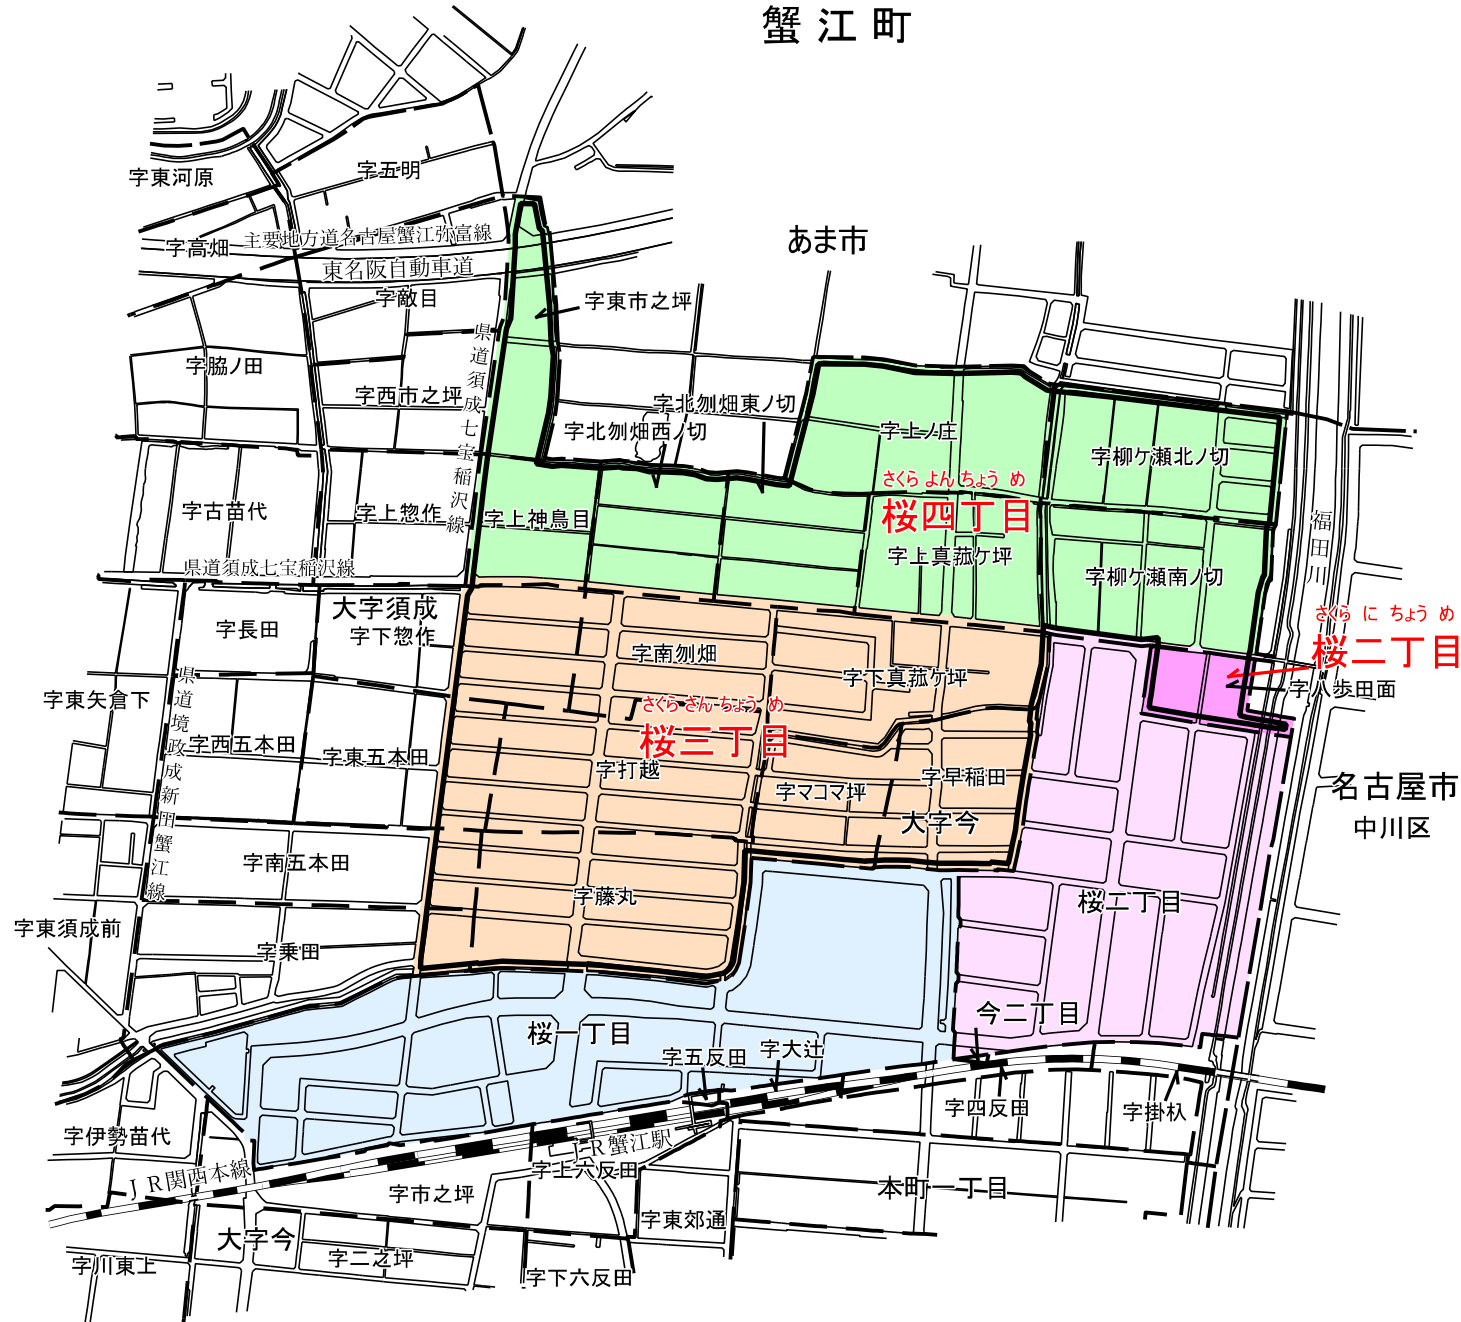 蟹江町
字東河原
字五明
字高畑
主要地方道名古屋蟹江弥富線
東名阪自動車道
あま市
字敵目
字東市之坪
県道須成七宝稲沢線
字脇ノ田
字西市之坪
字北刎畑東ノ切
字北刎畑西ノ切
字上ノ庄
字柳ケ瀬北ノ切
さくら よん ちょう め
桜四丁目
字古苗代
字上惣作
字上神鳥目
字上真菰ケ坪
福田川
県道須成七宝稲沢線
字柳ケ瀬南ノ切
大字須成
字長田
字下惣作
さくら に ちょう め
桜二丁目
字南刎畑
字下真菰ケ坪
字八歩田面
県道境政成新田蟹江線
字東矢倉下
さくら さん ちょう め
桜三丁目
字西五本田
字東五本田
字打越
字マコマ坪
字早稲田
名古屋市
中川区
大字今
字南五本田
字藤丸
桜二丁目
字東須成前
字乗田
今二丁目
桜一丁目
字五反田
字大辻
字四反田
字掛杁
字伊勢苗代
ＪＲ蟹江駅
ＪＲ関西本線
字上六反田
字市之坪
本町一丁目
字東郊通
大字今
字二之坪
字川東上
字下六反田